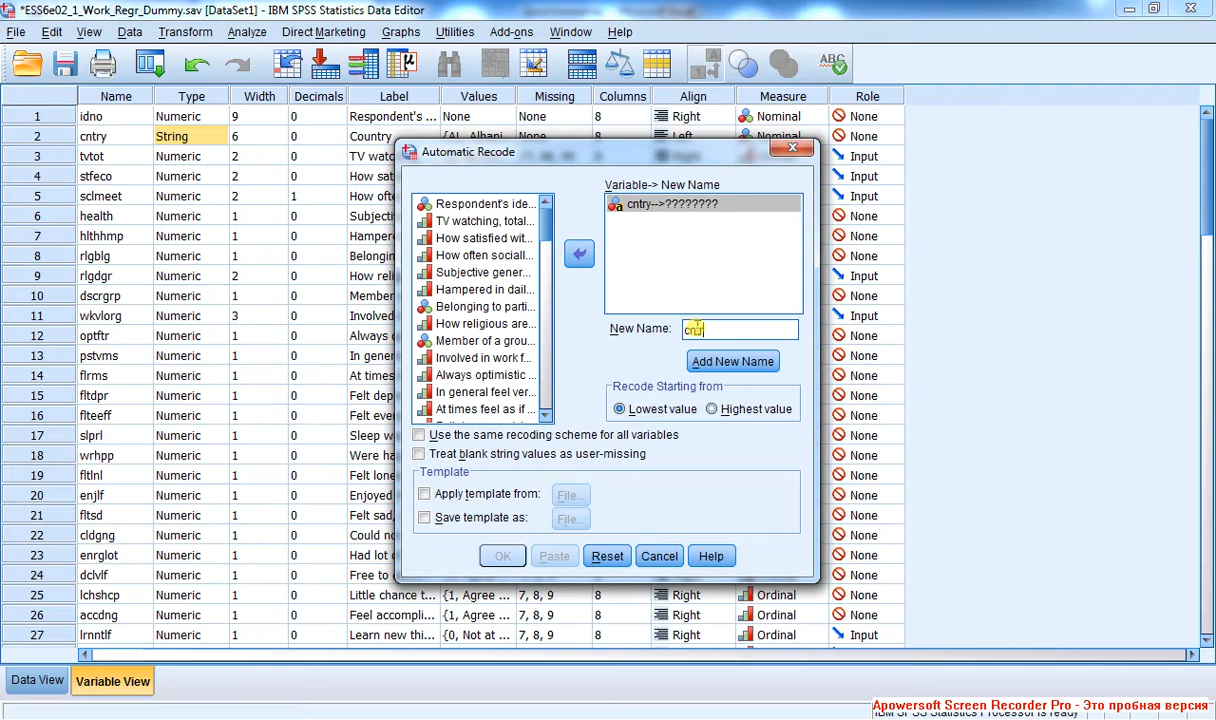 *ESS6e02_1_Work_Regr_Dummy.sav [DataSet1] - IBM SPSS Statistics Data Editor
File Edit View Data Transform Analyze Direct Marketing Graphs Utilities Add-ons Window Help
Name Type Width Decimals Label Values Missing Columns Align Measure Role
1 idno Numeric 9 0 Respondent's ... None None 8 Right Nominal None
2 cntry String 6 0 Country {AL, Albani... None 8 Left Nominal None
3 tvtot Numeric 2 0 TV watc Input
4 stfeco Numeric 2 0 How sat Input
5 sclmeet Numeric 2 1 How ofte Input
6 health Numeric 1 0 Subjecti None
7 hlthhmp Numeric 1 0 Hampere None
8 rlgblg Numeric 1 0 Belongin None
9 rlgdgr Numeric 2 0 How reli Input
10 dscrgrp Numeric 1 0 Member None
11 wkvlorg Numeric 3 0 Involved Input
12 optftr Numeric 1 0 Always o None
13 pstvms Numeric 1 0 In gener None
14 flrms Numeric 1 0 At times None
15 fltdpr Numeric 1 0 Felt dep None
16 flteeff Numeric 1 0 Felt eve None
17 slprl Numeric 1 0 Sleep w None
18 wrhpp Numeric 1 0 Were ha None
19 fltlnl Numeric 1 0 Felt lone None
20 enjlf Numeric 1 0 Enjoyed None
21 fltsd Numeric 1 0 Felt sad, None
22 cldgng Numeric 1 0 Could no None
23 enrglot Numeric 1 0 Had lot o None
24 dclvlf Numeric 1 0 Free to None
25 lchshcp Numeric 1 0 Little chance t... {1, Agree ... 7, 8, 9 8 Right Ordinal None
26 accdng Numeric 1 0 Feel accompli... {1, Agree ... 7, 8, 9 8 Right Ordinal None
27 lrnntlf Numeric 1 0 Learn new thi... {0, Not at ... 7, 8, 9 8 Right Ordinal Input
Automatic Recode
Respondent's ide...
TV watching, total...
How satisfied wit...
How often sociall...
Subjective gener...
Hampered in dail...
Belonging to parti...
How religious are...
Member of a grou...
Involved in work f...
Always optimistic ...
In general feel ver...
At times feel as if ...
Variable-> New Name
cntry-->????????
New Name:
Add New Name
Recode Starting from
Lowest value Highest value
Use the same recoding scheme for all variables
Treat blank string values as user-missing
Template
Apply template from: File...
Save template as: File...
OK Paste Reset Cancel Help
Data View Variable View
Apowersoft Screen Recorder Pro - Это пробная версия
IBM SPSS Statistics Processor is ready